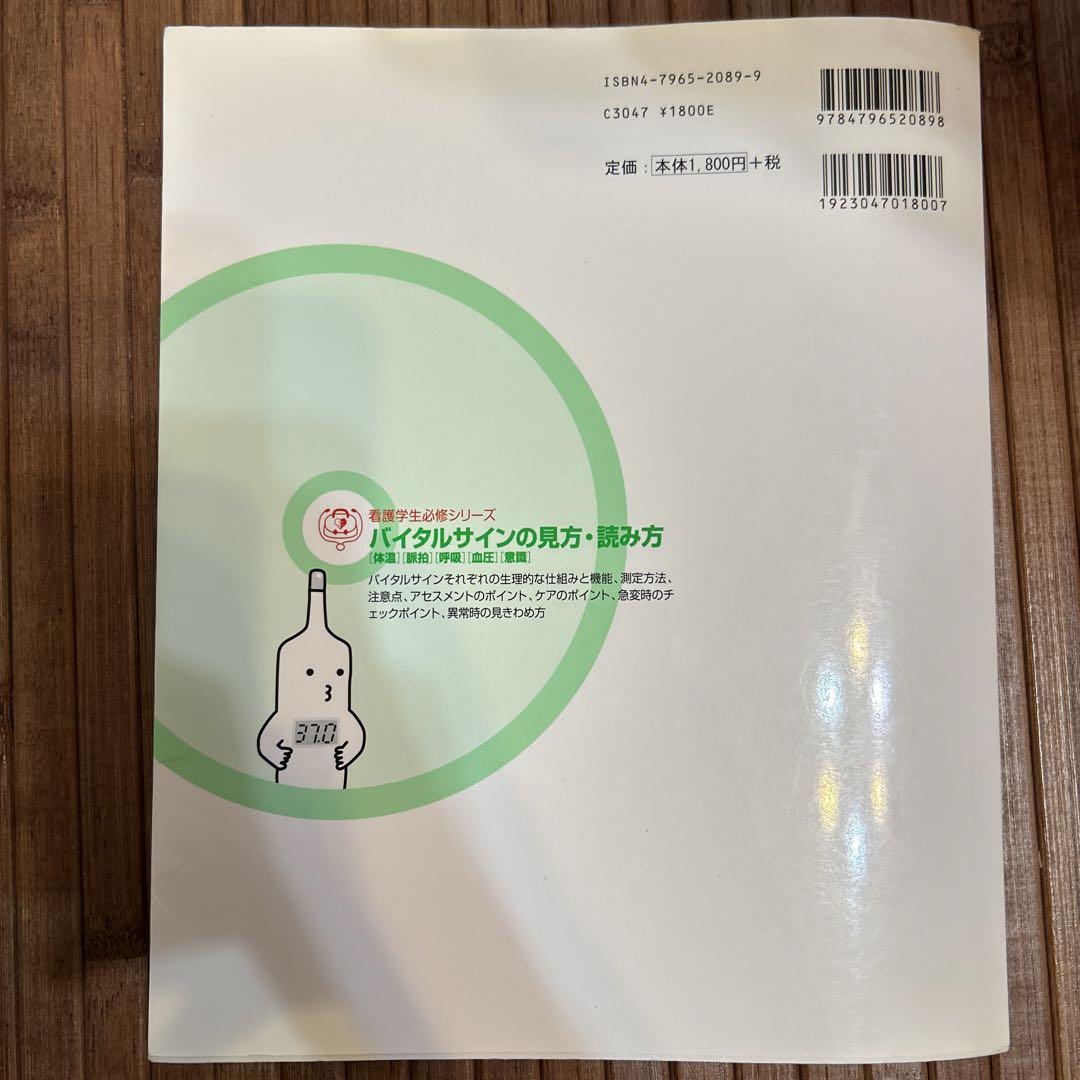 ISBN4-7965-2089-9
C3047 ¥1800E
9784796520898
定価：本体1,800円+税
1923047018007
看護学生必修シリーズ
バイタルサインの見方・読み方
[体温][脈拍][呼吸][血圧][意識]
バイタルサインそれぞれの生理的な仕組みと機能、測定方法、
注意点、アセスメントのポイント、ケアのポイント、急変時のチ
ェックポイント、異常時の見きわめ方
37.0